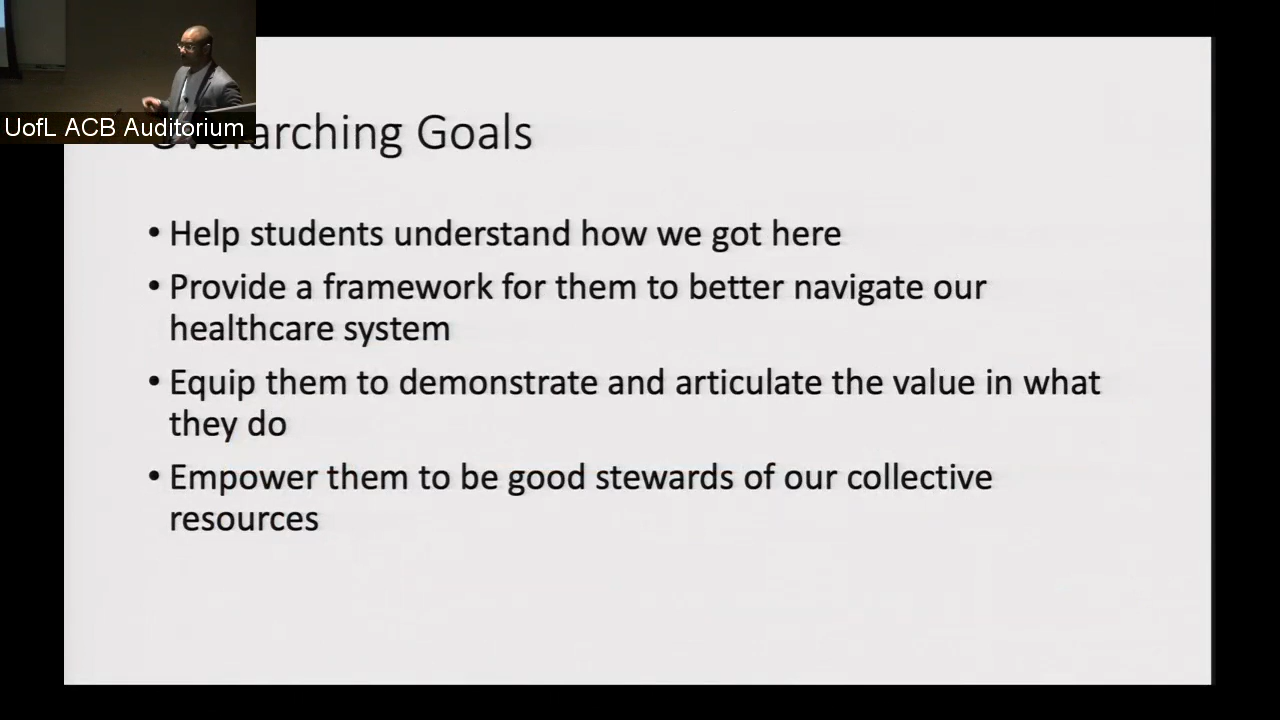 UofL ACB Auditorium
Overarching Goals
• Help students understand how we got here
• Provide a framework for them to better navigate our
healthcare system
• Equip them to demonstrate and articulate the value in what
they do
• Empower them to be good stewards of our collective
resources